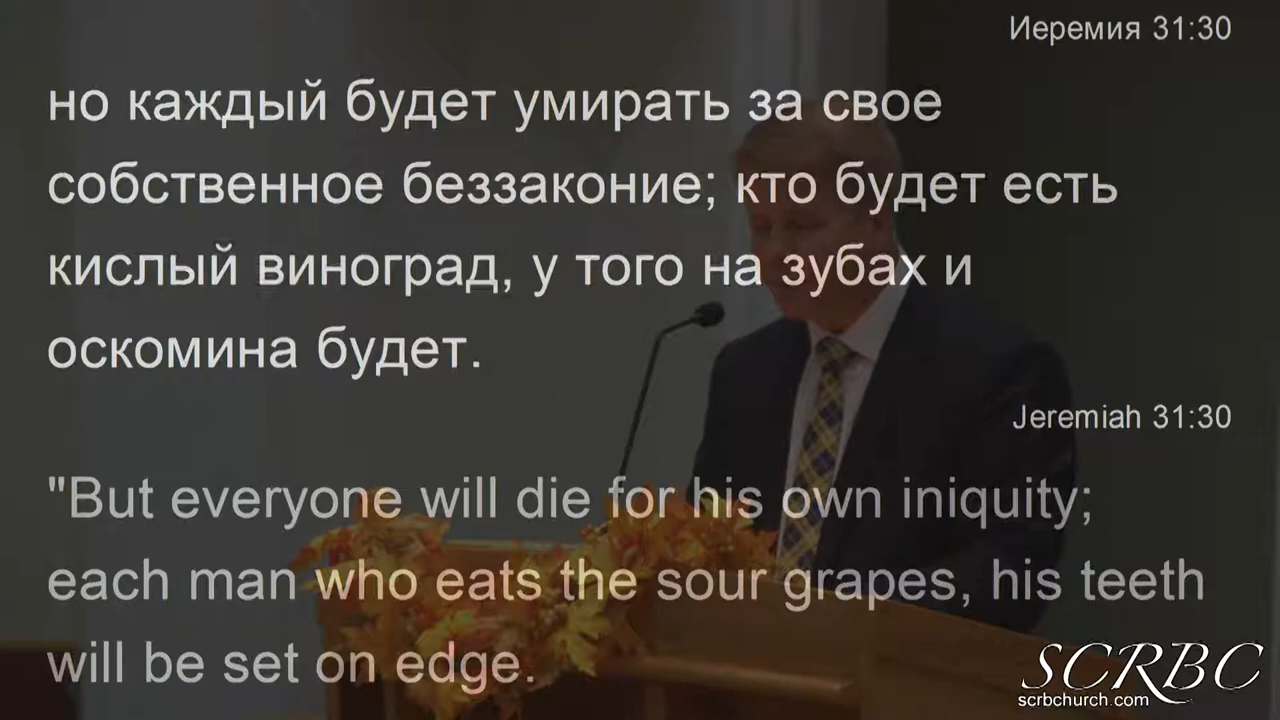 Иеремия 31:30
но каждый будет умирать за свое
собственное беззаконие; кто будет есть
кислый виноград, у того на зубах и
оскомина будет.
Jeremiah 31:30
"But everyone will die for his own iniquity;
each man who eats the sour grapes, his teeth
will be set on edge.
SCRBC
scrbchurch.com